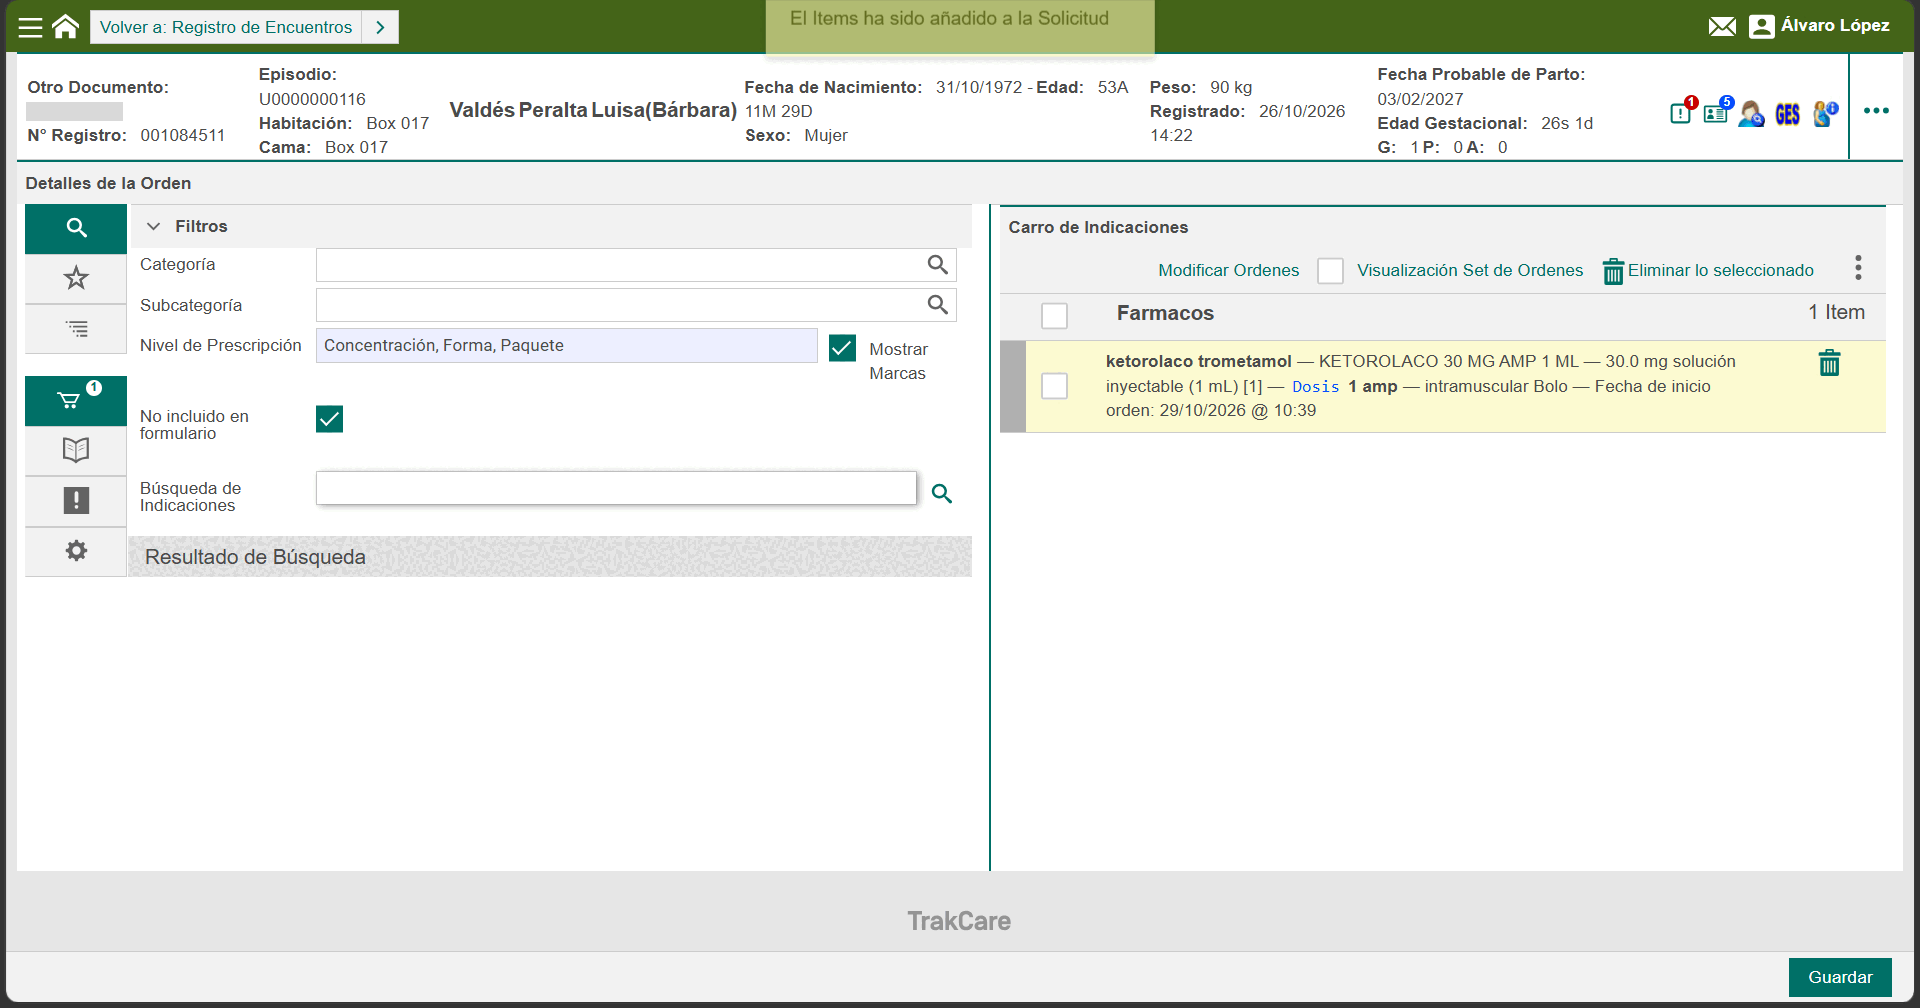 Volver a: Registro de Encuentros
El Items ha sido añadido a la Solicitud
Álvaro López
Otro Documento:
N° Registro: 001084511
Episodio:
U0000000116
Habitación: Box 017
Cama: Box 017
Valdés Peralta Luisa(Bárbara)
Fecha de Nacimiento: 31/10/1972 - Edad: 53A
11M 29D
Sexo: Mujer
Peso: 90 kg
Registrado: 26/10/2026
14:22
Fecha Probable de Parto:
03/02/2027
Edad Gestacional: 26s 1d
G: 1 P: 0 A: 0
1
5
GES
Detalles de la Orden
Filtros
Categoría
Subcategoría
Nivel de Prescripción
Concentración, Forma, Paquete
Mostrar
Marcas
1
No incluido en
formulario
Búsqueda de
Indicaciones
Resultado de Búsqueda
Carro de Indicaciones
Modificar Ordenes
Visualización Set de Ordenes
Eliminar lo seleccionado
Farmacos
1 Item
ketorolaco trometamol — KETOROLACO 30 MG AMP 1 ML — 30.0 mg solución
inyectable (1 mL) [1] — Dosis 1 amp — intramuscular Bolo — Fecha de inicio
orden: 29/10/2026 @ 10:39
TrakCare
Guardar